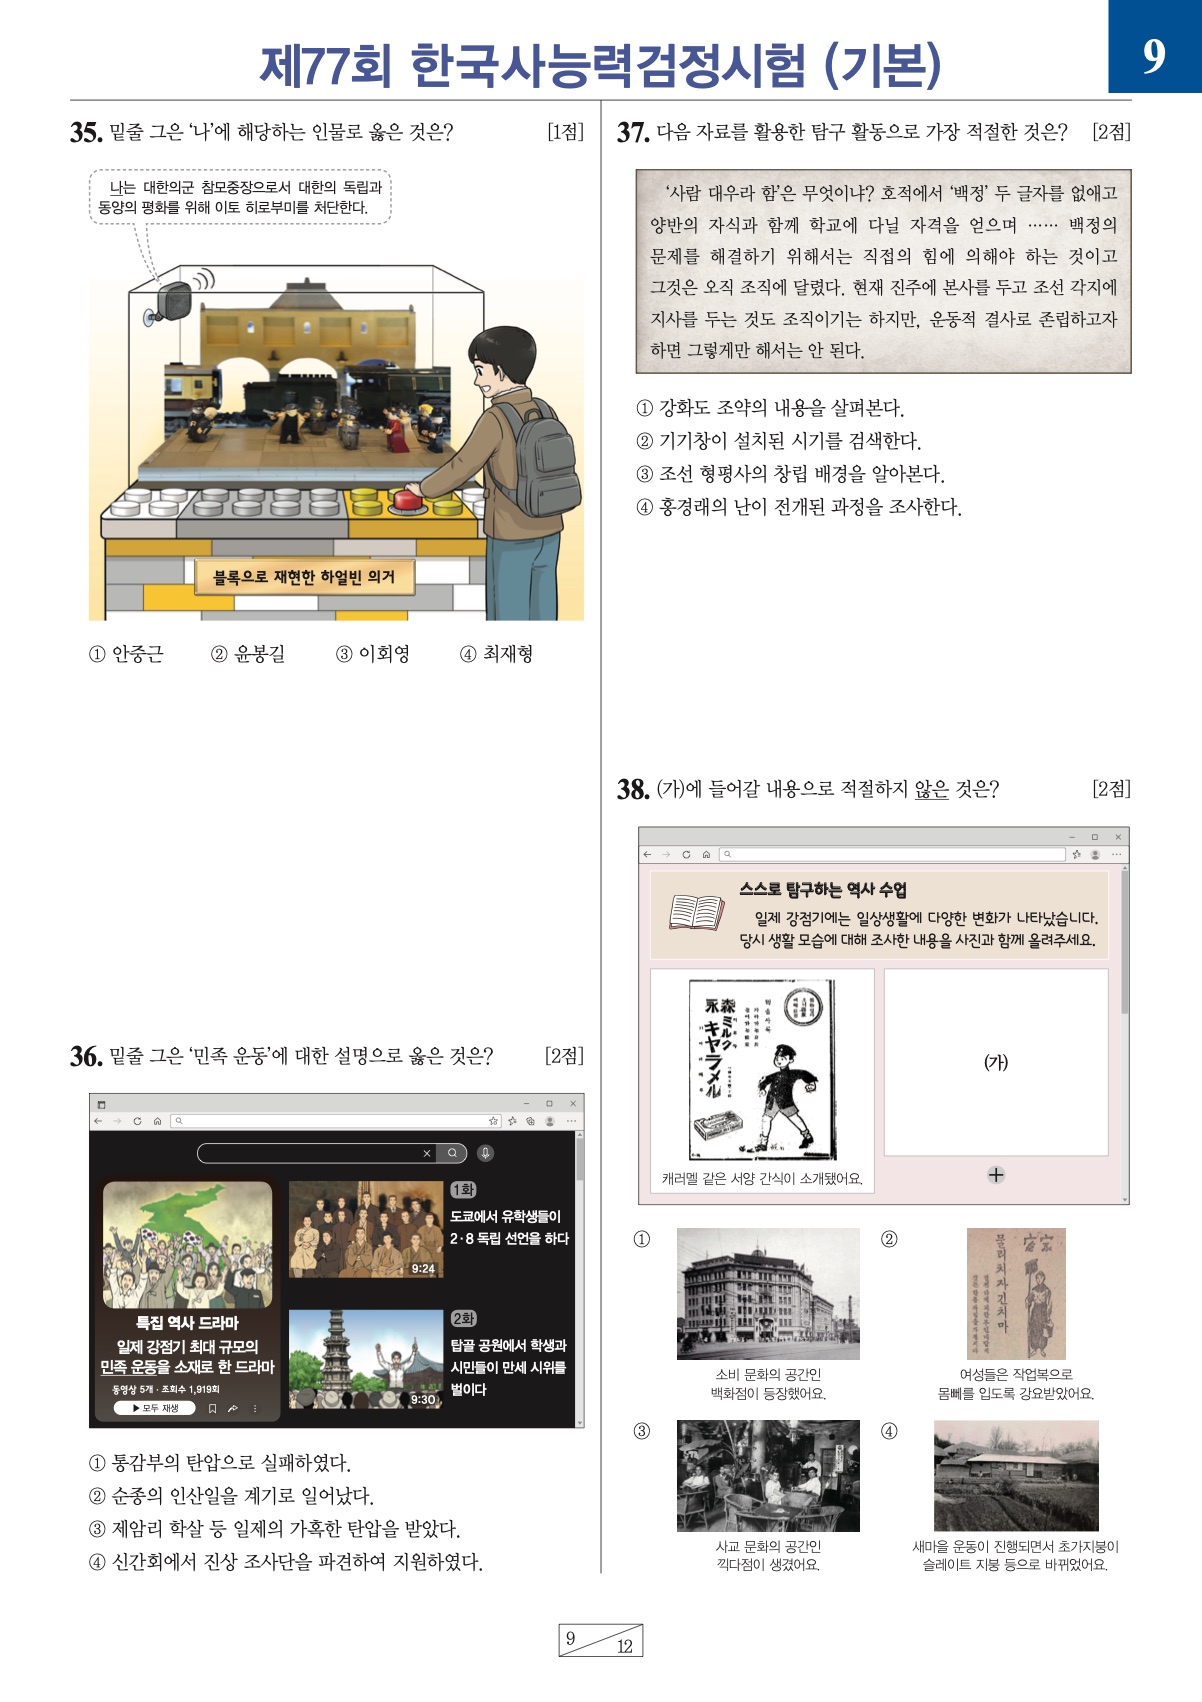 제77회 한국사능력검정시험 (기본)
9
35. 밑줄 그은 ‘나’에 해당하는 인물로 옳은 것은? [1점]
나는 대한의군 참모중장으로서 대한의 독립과
동양의 평화를 위해 이토 히로부미를 처단한다.
블록으로 재현한 하얼빈 의거
① 안중근 ② 윤봉길 ③ 이회영 ④ 최재형
36. 밑줄 그은 ‘민족 운동’에 대한 설명으로 옳은 것은? [2점]
특집 역사 드라마
일제 강점기 최대 규모의
민족 운동을 소재로 한 드라마
동영상 5개 · 조회수 1,919회
▶ 모두 재생
1화
도쿄에서 유학생들이
2·8 독립 선언을 하다
9:24
2화
탑골 공원에서 학생과
시민들이 만세 시위를
벌이다
9:30
① 통감부의 탄압으로 실패하였다.
② 순종의 인산일을 계기로 일어났다.
③ 제암리 학살 등 일제의 가혹한 탄압을 받았다.
④ 신간회에서 진상 조사단을 파견하여 지원하였다.
37. 다음 자료를 활용한 탐구 활동으로 가장 적절한 것은? [2점]
‘사람 대우라 함’은 무엇이냐? 호적에서 ‘백정’ 두 글자를 없애고
양반의 자식과 함께 학교에 다닐 자격을 얻으며 …… 백정의
문제를 해결하기 위해서는 직접의 힘에 의해야 하는 것이고
그것은 오직 조직에 달렸다. 현재 진주에 본사를 두고 조선 각지에
지사를 두는 것도 조직이기는 하지만, 운동적 결사로 존립하고자
하면 그렇게만 해서는 안 된다.
① 강화도 조약의 내용을 살펴본다.
② 기기창이 설치된 시기를 검색한다.
③ 조선 형평사의 창립 배경을 알아본다.
④ 홍경래의 난이 전개된 과정을 조사한다.
38. (가)에 들어갈 내용으로 적절하지 않은 것은? [2점]
스스로 탐구하는 역사 수업
일제 강점기에는 일상생활에 다양한 변화가 나타났습니다.
당시 생활 모습에 대해 조사한 내용을 사진과 함께 올려주세요.
森永
ミルク
キャラメル
캐러멜 같은 서양 간식이 소개됐어요.
(가)
①
소비 문화의 공간인
백화점이 등장했어요.
②
몸리치자 긴치마
여성들은 작업복으로
몸뻬를 입도록 강요받았어요.
③
사교 문화의 공간인
끽다점이 생겼어요.
④
새마을 운동이 진행되면서 초가지붕이
슬레이트 지붕 등으로 바뀌었어요.
9
12